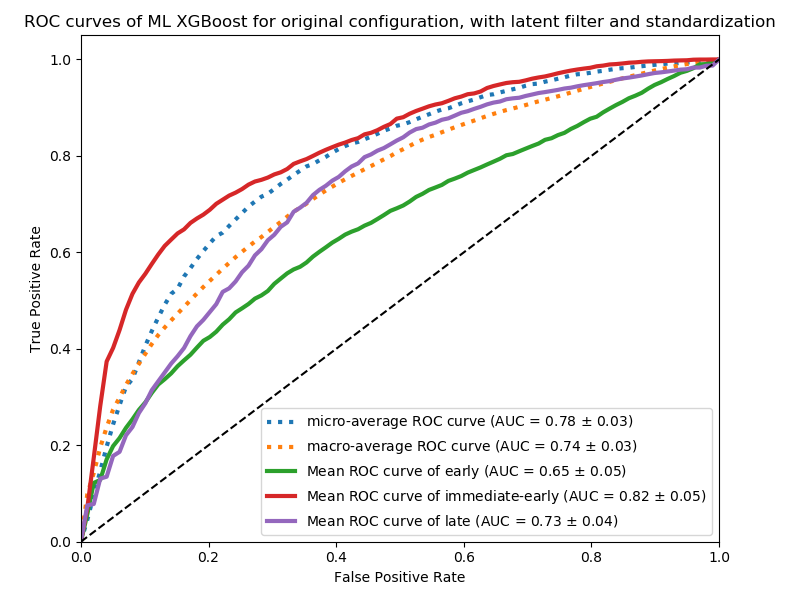 ROC curves of ML XGBoost for original configuration, with latent filter and standardization
1.0
0.8
0.6
0.4
0.2
0.0
True Positive Rate
micro-average ROC curve (AUC = 0.78 ± 0.03)
macro-average ROC curve (AUC = 0.74 ± 0.03)
Mean ROC curve of early (AUC = 0.65 ± 0.05)
Mean ROC curve of immediate-early (AUC = 0.82 ± 0.05)
Mean ROC curve of late (AUC = 0.73 ± 0.04)
0.0 0.2 0.4 0.6 0.8 1.0
False Positive Rate